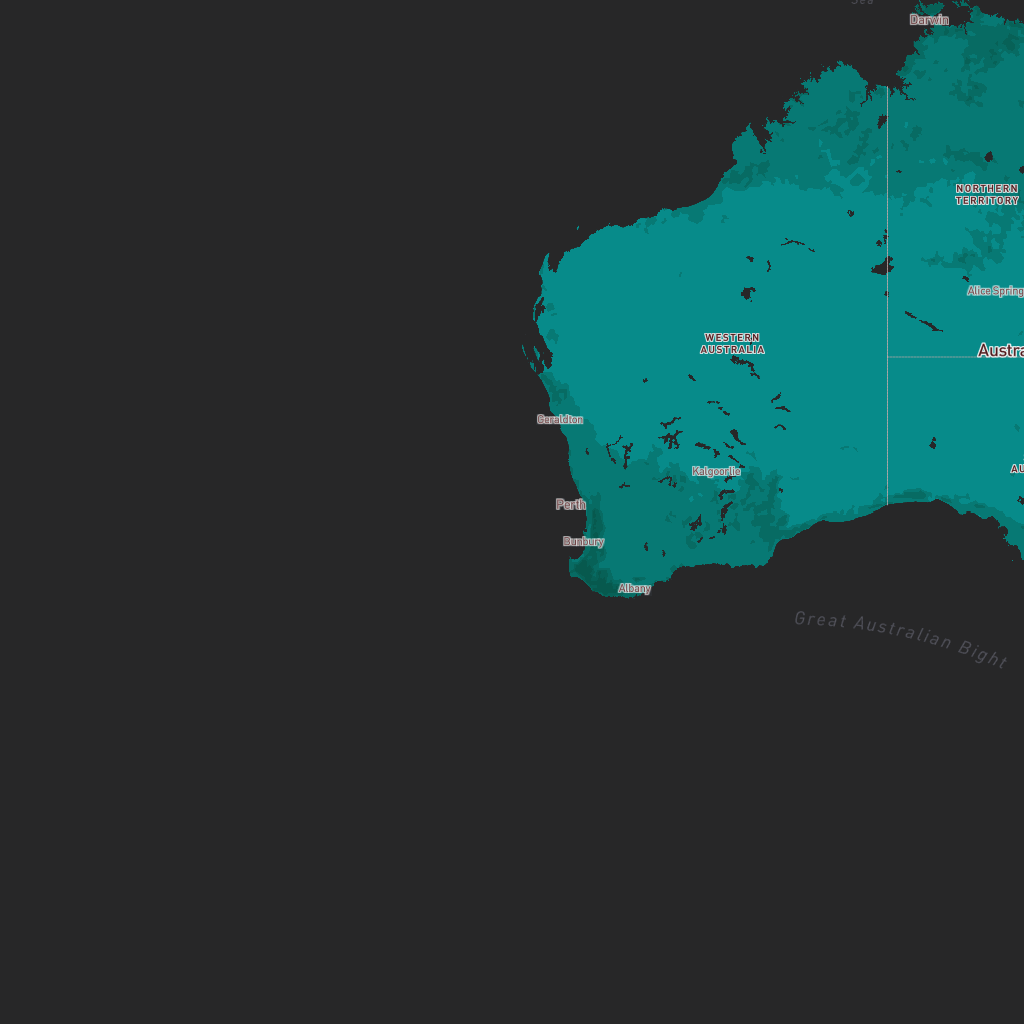 Sea
Darwin
NORTHERN
TERRITORY
Alice Spring
WESTERN
AUSTRALIA
Austra
Geraldton
Kalgoorlie
AU
Perth
Bunbury
Albany
Great Australian Bight